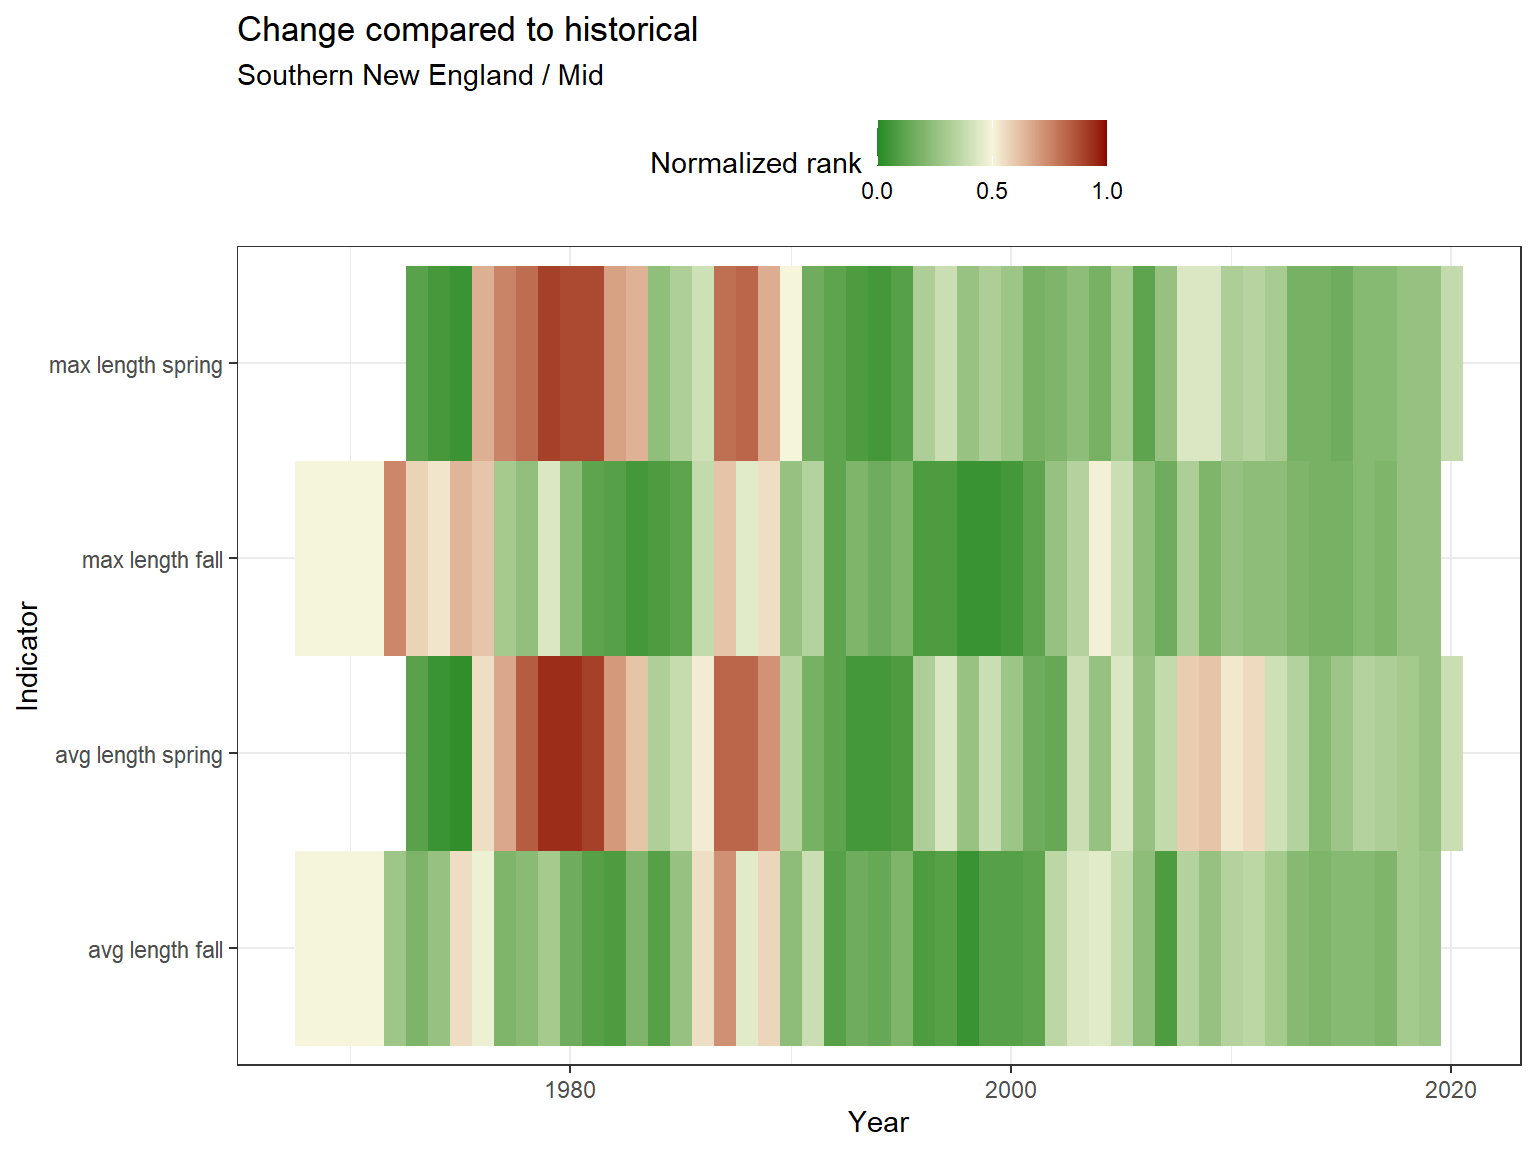 Change compared to historical
Southern New England / Mid
Normalized rank
0.0 0.5 1.0
Indicator
max length spring
max length fall
avg length spring
avg length fall
1980 2000 2020
Year